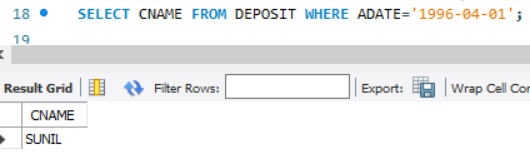 18 SELECT CNAME FROM DEPOSIT WHERE ADATE='1996-04-01';
19
Result Grid Filter Rows: Export: Wrap Cell Con
CNAME
SUNIL